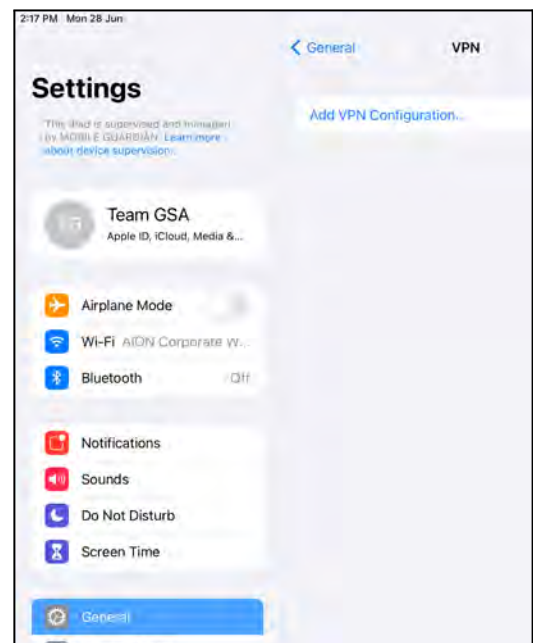 2:17 PM Mon 28 Jun
General
VPN
Settings
This iPad is supervised and managed
by MOBILE GUARDIAN. Learn more
about device supervision...
Add VPN Configuration...
Team GSA
Apple ID, iCloud, Media &...
Airplane Mode
Wi-Fi AION Corporate W...
Bluetooth Off
Notifications
Sounds
Do Not Disturb
Screen Time
General